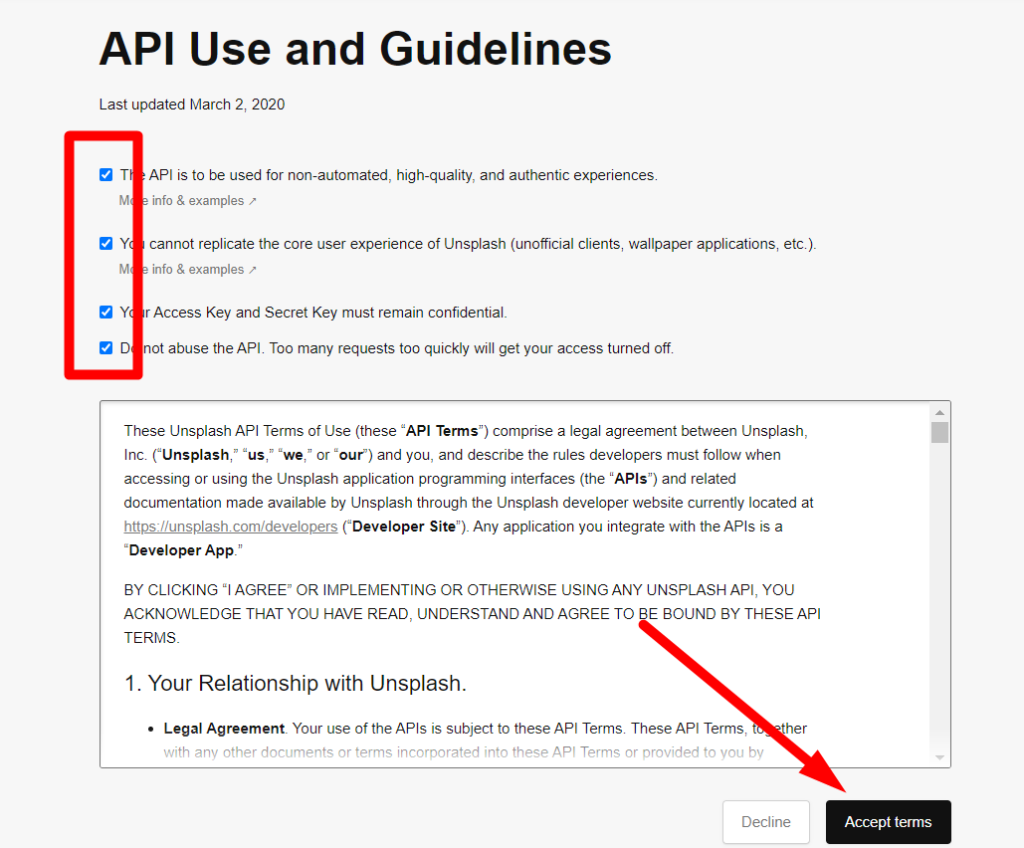 API Use and Guidelines
Last updated March 2, 2020
The API is to be used for non-automated, high-quality, and authentic experiences.
More info & examples ↗
You cannot replicate the core user experience of Unsplash (unofficial clients, wallpaper applications, etc.).
More info & examples ↗
Your Access Key and Secret Key must remain confidential.
Do not abuse the API. Too many requests too quickly will get your access turned off.
These Unsplash API Terms of Use (these “API Terms”) comprise a legal agreement between Unsplash,
Inc. (“Unsplash,” “us,” “we,” or “our”) and you, and describe the rules developers must follow when
accessing or using the Unsplash application programming interfaces (the “APIs”) and related
documentation made available by Unsplash through the Unsplash developer website currently located at
https://unsplash.com/developers (“Developer Site”). Any application you integrate with the APIs is a
“Developer App.”
BY CLICKING “I AGREE” OR IMPLEMENTING OR OTHERWISE USING ANY UNSPLASH API, YOU
ACKNOWLEDGE THAT YOU HAVE READ, UNDERSTAND AND AGREE TO BE BOUND BY THESE API
TERMS.
1. Your Relationship with Unsplash.
• Legal Agreement. Your use of the APIs is subject to these API Terms. These API Terms, together
with any other documents or terms incorporated into these API Terms or provided to you by
Decline
Accept terms